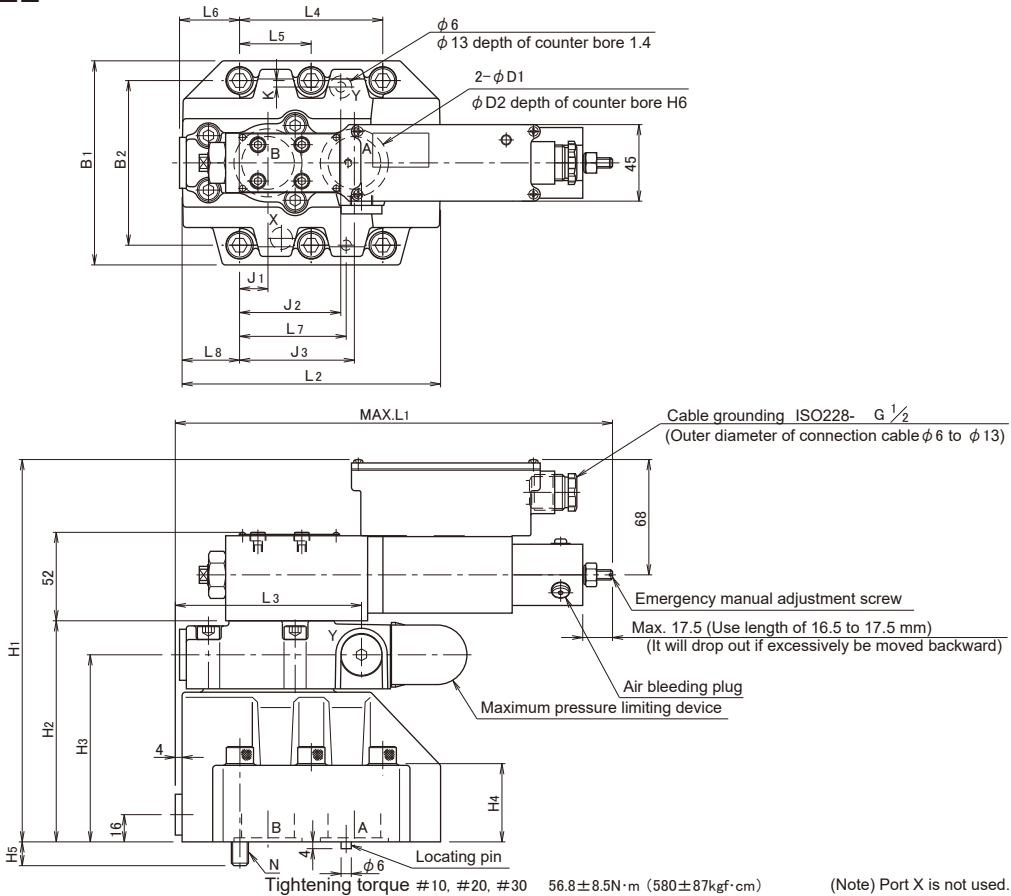 L6
L4
L5
φ6
φ13 depth of counter bore 1.4
2-φD1
φD2 depth of counter bore H6
K
Y
B1
B2
B
A
45
X
J1
J2
L7
L8
J3
L2
MAX.L1
Cable grounding ISO228- G 1/2
(Outer diameter of connection cable φ6 to φ13)
68
52
L3
Emergency manual adjustment screw
Y
Max. 17.5 (Use length of 16.5 to 17.5 mm)
(It will drop out if excessively be moved backward)
H1
Air bleeding plug
Maximum pressure limiting device
H2
H3
4
H4
16
B
A
H5
4
Locating pin
N
φ6
Tightening torque #10, #20, #30 56.8±8.5N·m (580±87kgf·cm) (Note) Port X is not used.